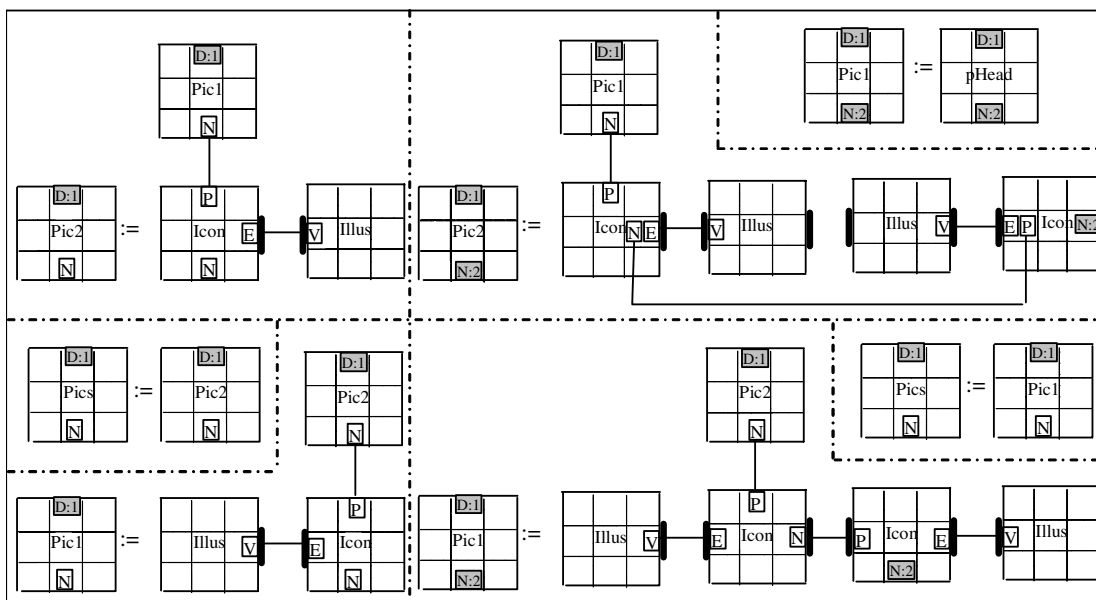 D:1
Pic1
N
D:1
Pic2
N
:=
P
Icon
E
N
V
Illus
D:1
Pic1
N
D:1
Pic2
N:2
:=
P
Icon
N
E
V
Illus
Illus
V
E
P
Icon
N:2
D:1
Pic1
N:2
:=
D:1
pHead
N:2
D:1
Pics
N
:=
D:1
Pic2
N
D:1
Pic2
N
D:1
Pic1
N
:=
Illus
V
P
E
Icon
N
D:1
Pic2
N
D:1
Pics
N
:=
D:1
Pic1
N
D:1
Pic1
N:2
:=
Illus
V
P
E
Icon
N
P
Icon
E
N:2
V
Illus